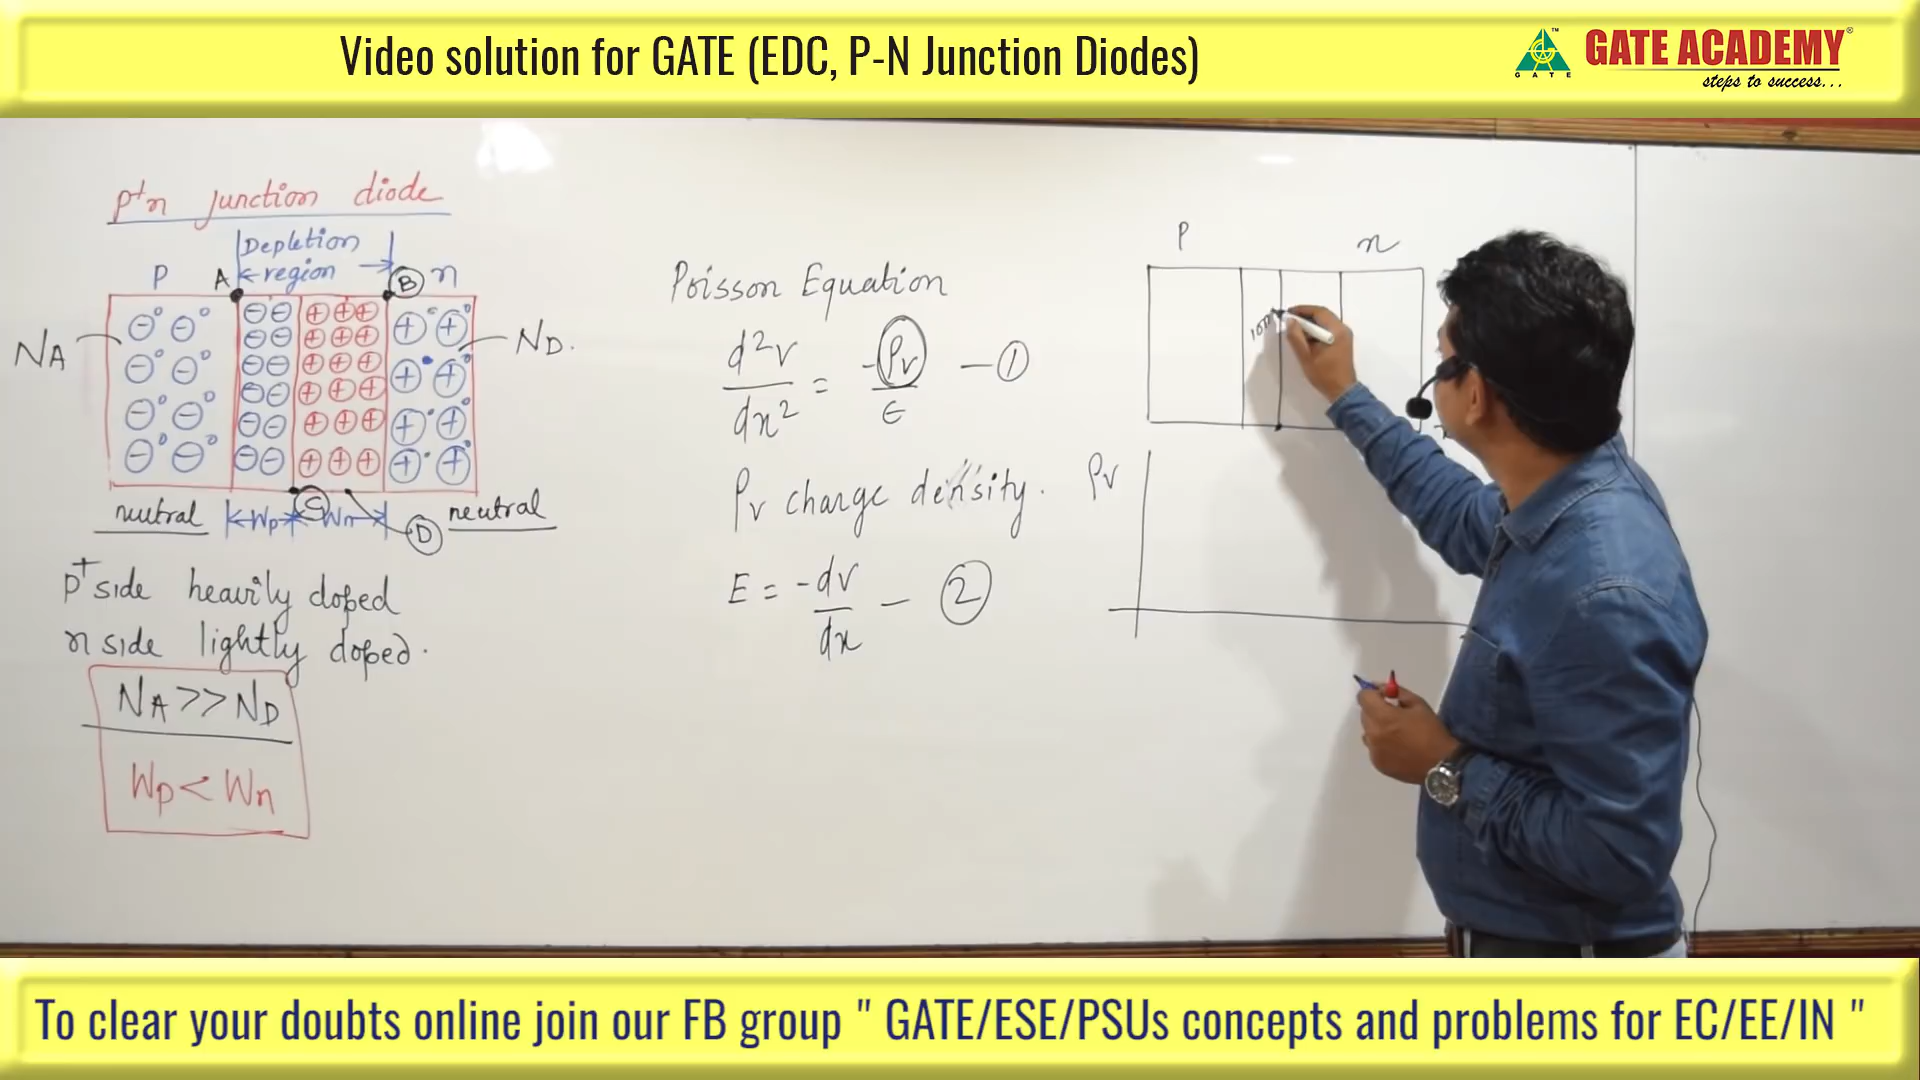 Video solution for GATE (EDC, P-N Junction Diodes)
GATE
GATE ACADEMY
steps to success...
p+n junction diode
Depletion
region
P
A
B
n
NA
ND.
neutral
Wp
C
Wn
D
neutral
P+ side heavily doped
n side lightly doped.
NA >> ND
Wp < Wn
Poisson Equation
d²v/dx² = -ρv/ε — 1
ρv charge density.
E = -dv/dx — 2
P
n
ρv
To clear your doubts online join our FB group " GATE/ESE/PSUs concepts and problems for EC/EE/IN "